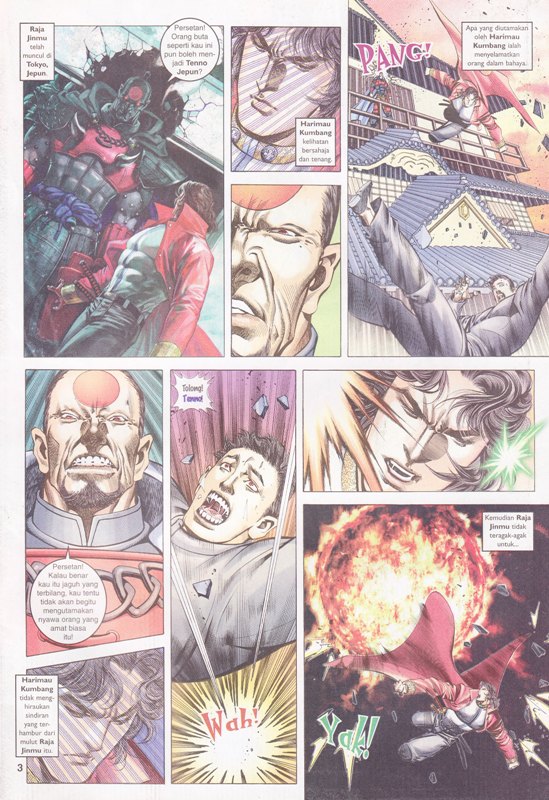 Raja
Jinmu
telah
muncul di
Tokyo,
Jepun.
Persetan!
Orang buta
seperti kau ini
pun boleh men-
jadi Tenno
Jepun?
Harimau
Kumbang
kelihatan
bersahaja
dan tenang.
Apa yang diutamakan
oleh Harimau
Kumbang ialah
menyelamatkan
orang dalam bahaya.
PANG!
Persetan!
Kalau benar
kau itu jaguh yang
terbilang, kau tentu
tidak akan begitu
mengutamakan
nyawa orang yang
amat biasa
itu!
Harimau
Kumbang
tidak meng-
hiraukan
sindiran
yang ter-
hambur dari
mulut Raja
Jinmu itu.
Tolong!
Tenno!
Wah!
Kemudian Raja
Jinmu tidak
teragak-agak
untuk...
Yak!
3